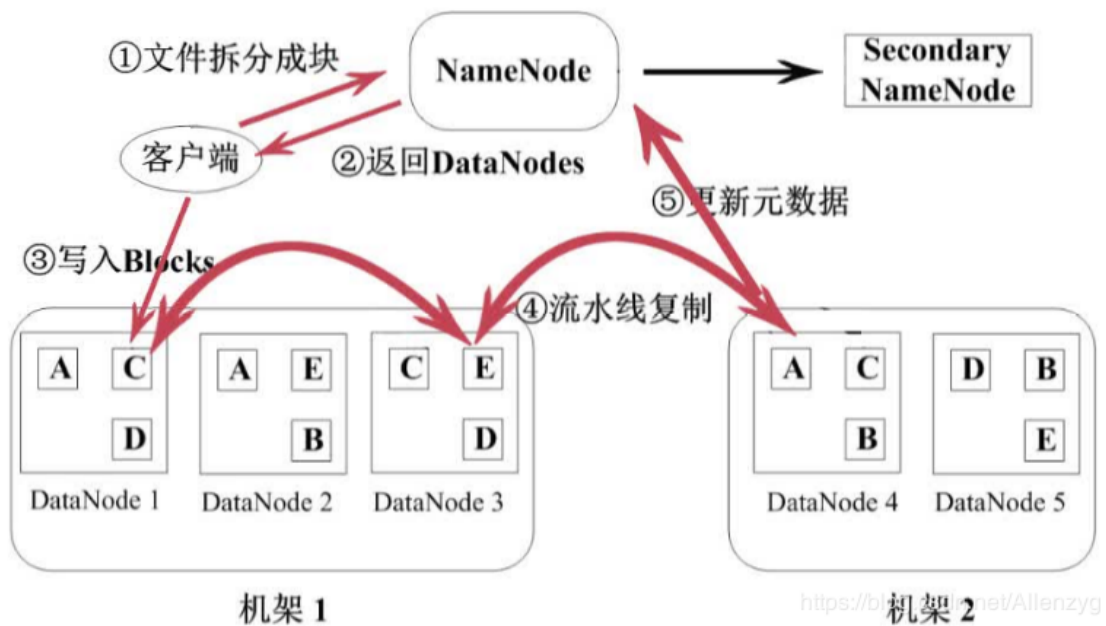 ①文件拆分成块
NameNode
Secondary
NameNode
客户端
②返回DataNodes
⑤更新元数据
③写入Blocks
④流水线复制
A C
D
A E
B
C E
D
A C
B
D B
E
DataNode 1
DataNode 2
DataNode 3
DataNode 4
DataNode 5
机架 1
机架 2